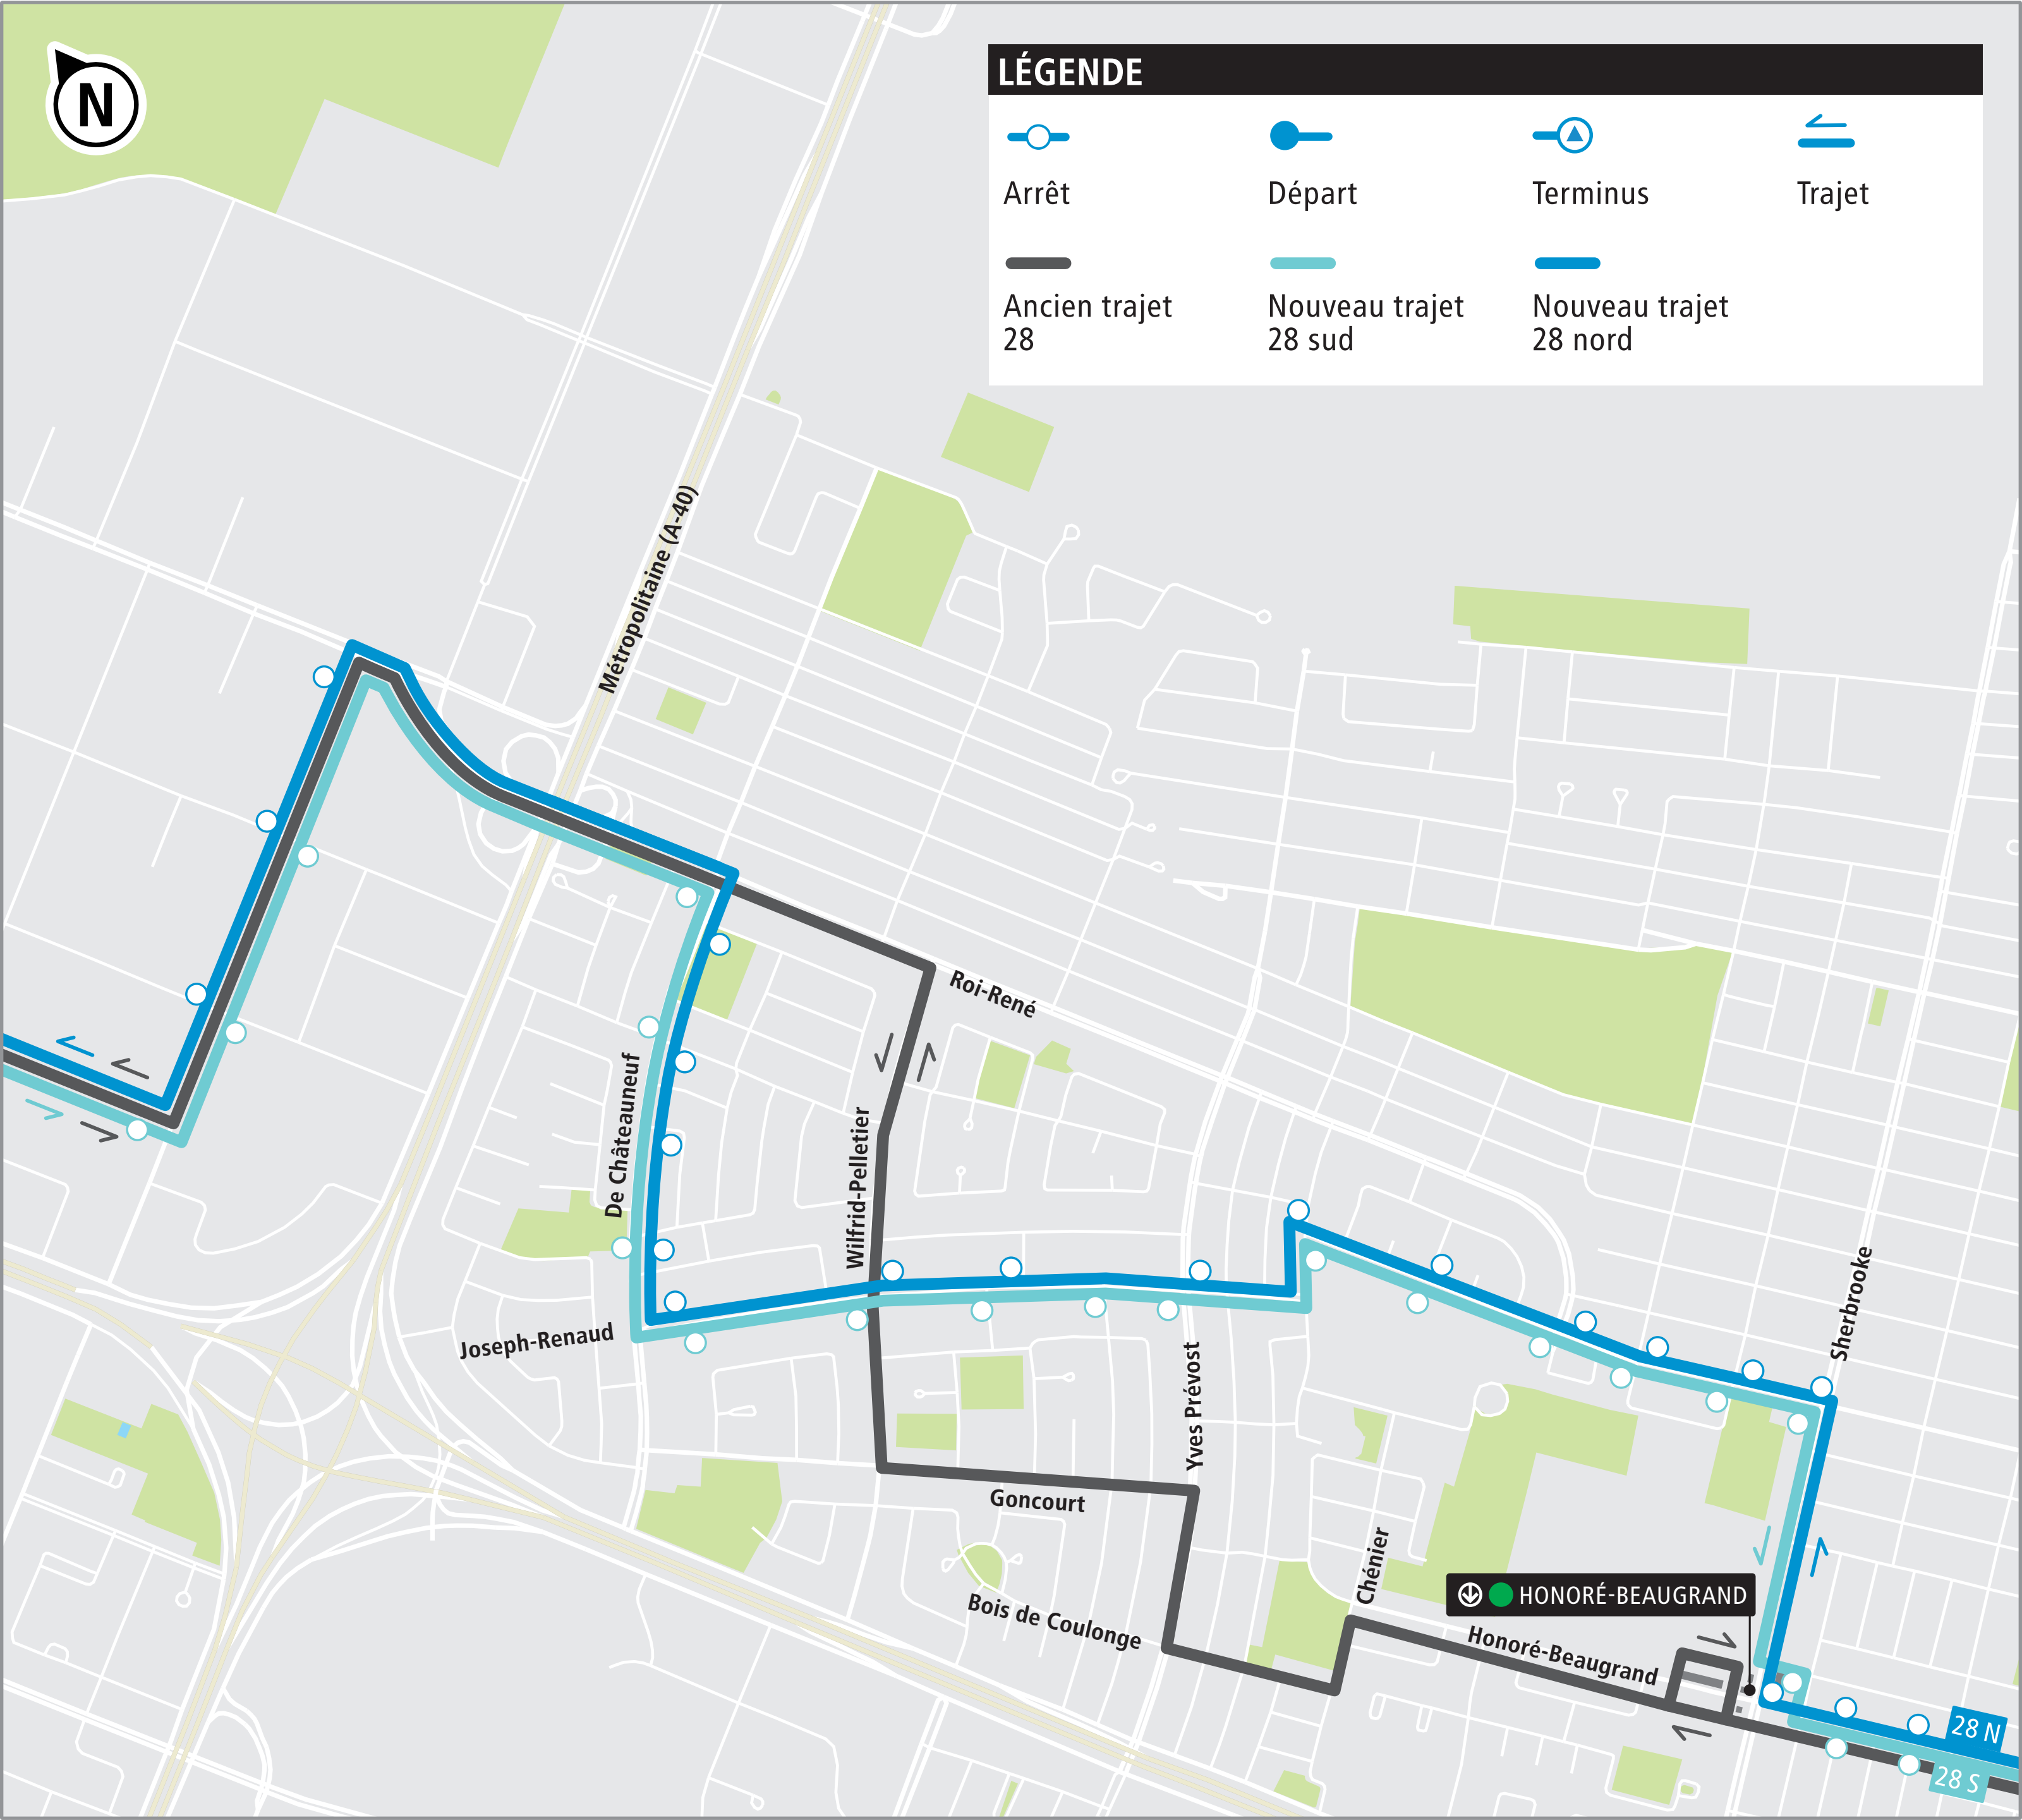 N
LÉGENDE
Arrêt
Départ
Terminus
Trajet
Ancien trajet
28
Nouveau trajet
28 sud
Nouveau trajet
28 nord
Métropolitaine (A-40)
Roi-René
De Châteauneuf
Wilfrid-Pelletier
Joseph-Renaud
Yves Prévost
Sherbrooke
Goncourt
Bois de Coulonge
Chénier
HONORÉ-BEAUGRAND
Honoré-Beaugrand
28 N
28 S